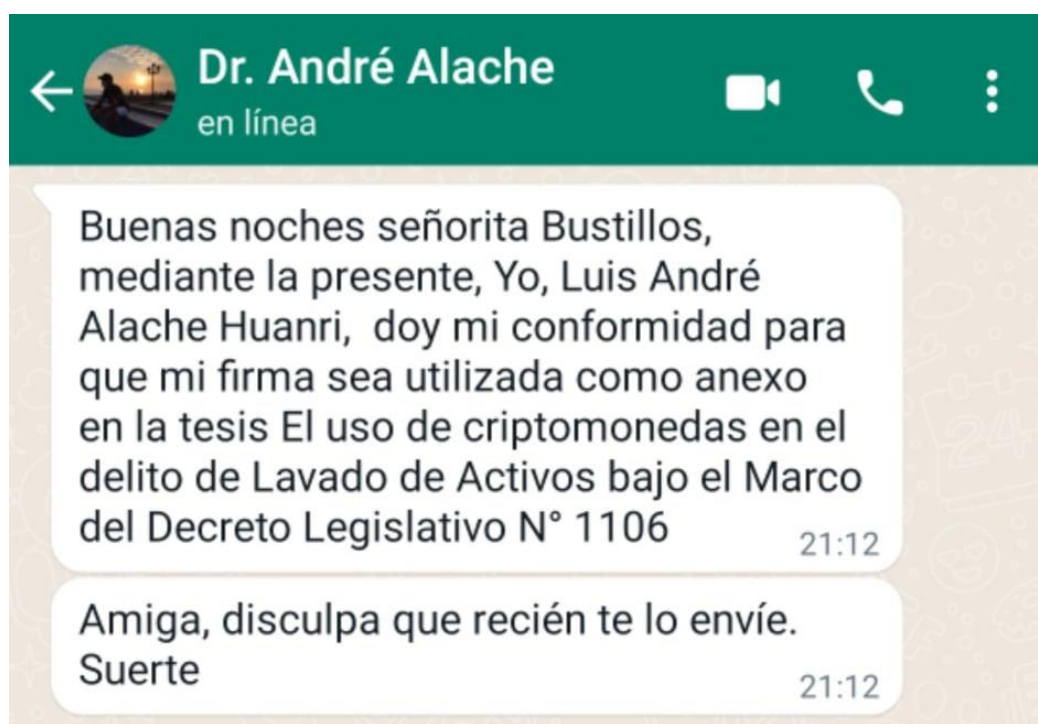 Dr. André Alache
en línea
Buenas noches señorita Bustillos,
mediante la presente, Yo, Luis André
Alache Huanri,  doy mi conformidad para
que mi firma sea utilizada como anexo
en la tesis El uso de criptomonedas en el
delito de Lavado de Activos bajo el Marco
del Decreto Legislativo N° 1106
21:12
Amiga, disculpa que recién te lo envíe.
Suerte
21:12